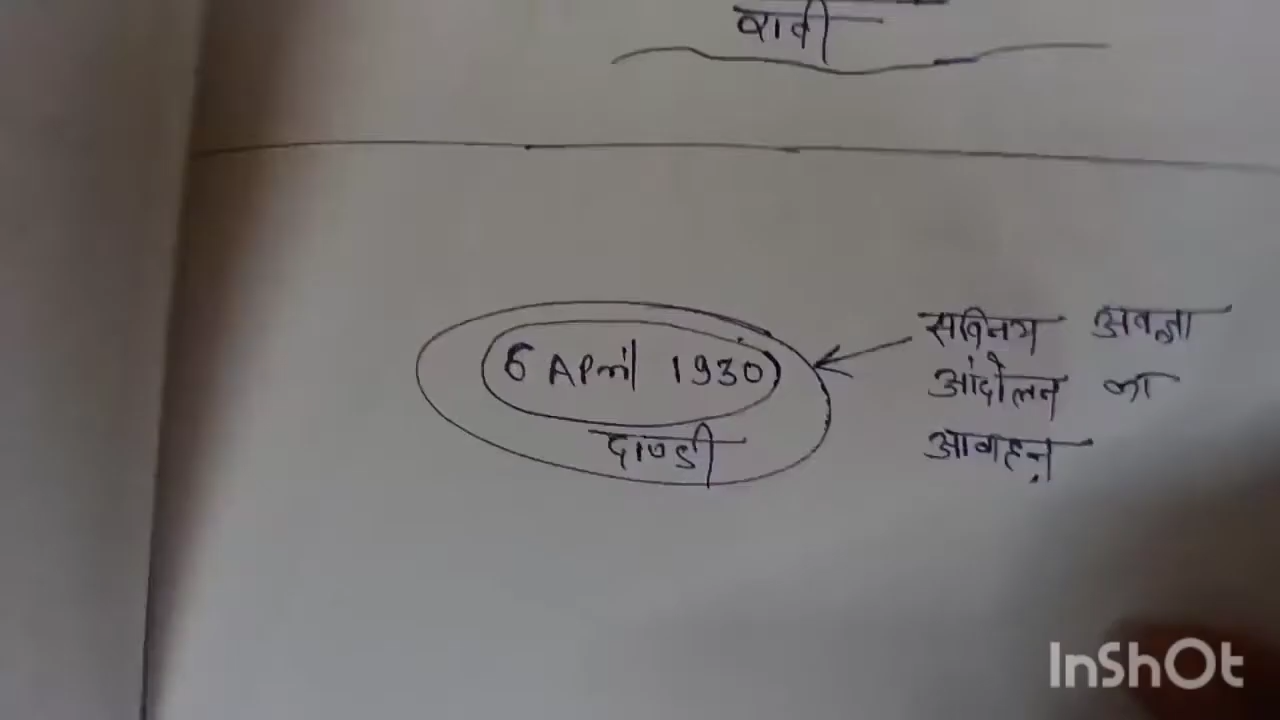 रावी
6 April 1930
दाण्डी
सविनय अवज्ञा
आंदोलन का
आवाहन
InShOt